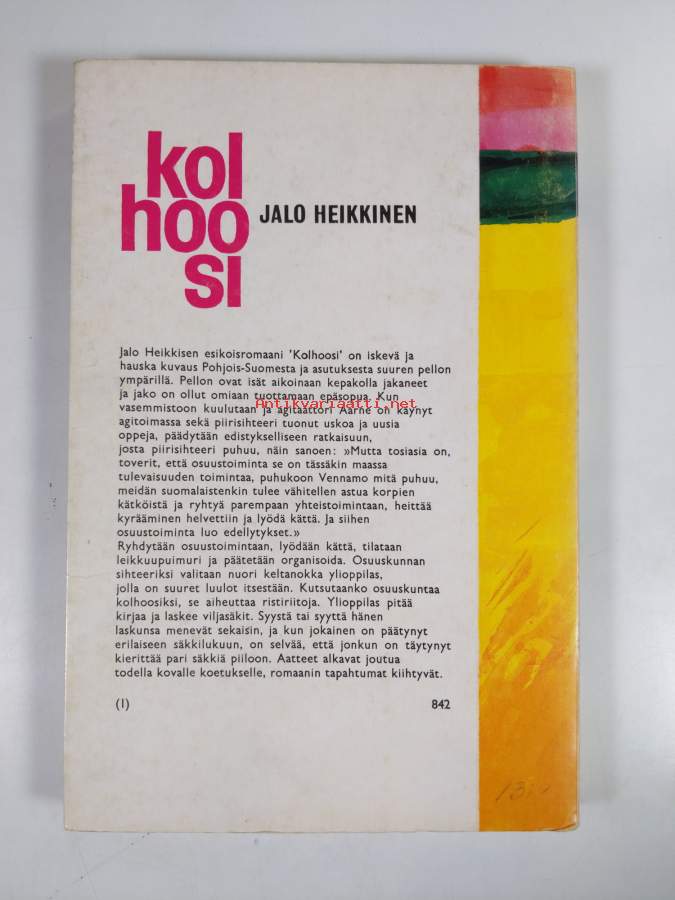 kol
hoo
si
JALO HEIKKINEN
Jalo Heikkisen esikoisromaani 'Kolhoosi' on iskevä ja
hauska kuvaus Pohjois-Suomesta ja asutuksesta suuren pellon
ympärillä. Pellon ovat isät aikoinaan kepakolla jakaneet
ja jako on ollut omiaan tuottamaan epäsopua. Kun
Antikvariaatti.net
vasemmistoon kuulutaan ja agitaattori Aarne on käynyt
agitoimassa sekä piirisihteeri tuonut uskoa ja uusia
oppeja, päädytään edistykselliseen ratkaisuun,
josta piirisihteeri puhuu, näin sanoen: »Mutta tosiasia on,
toverit, että osuustoiminta se on tässäkin maassa
tulevaisuuden toimintaa, puhukoon Vennamo mitä puhuu,
meidän suomalaistenkin tulee vähitellen astua korpien
kätköistä ja ryhtyä parempaan yhteistoimintaan, heittää
kyrääminen helvettiin ja lyödä kättä. Ja siihen
osuustoiminta luo edellytykset.»
Ryhdytään osuustoimintaan, lyödään kättä, tilataan
leikkuupuimuri ja päätetään organisoida. Osuuskunnan
sihteeriksi valitaan nuori keltanokka ylioppilas,
jolla on suuret luulot itsestään. Kutsutaanko osuuskuntaa
kolhoosiksi, se aiheuttaa ristiriitoja. Ylioppilas pitää
kirjaa ja laskee viljasäkit. Syystä tai syyttä hänen
laskunsa menevät sekaisin, ja kun jokainen on päätynyt
erilaiseen säkkilukuun, on selvää, että jonkun on täytynyt
kierittää pari säkkiä piiloon. Aatteet alkavat joutua
todella kovalle koetukselle, romaanin tapahtumat kiihtyvät.
(1)
842